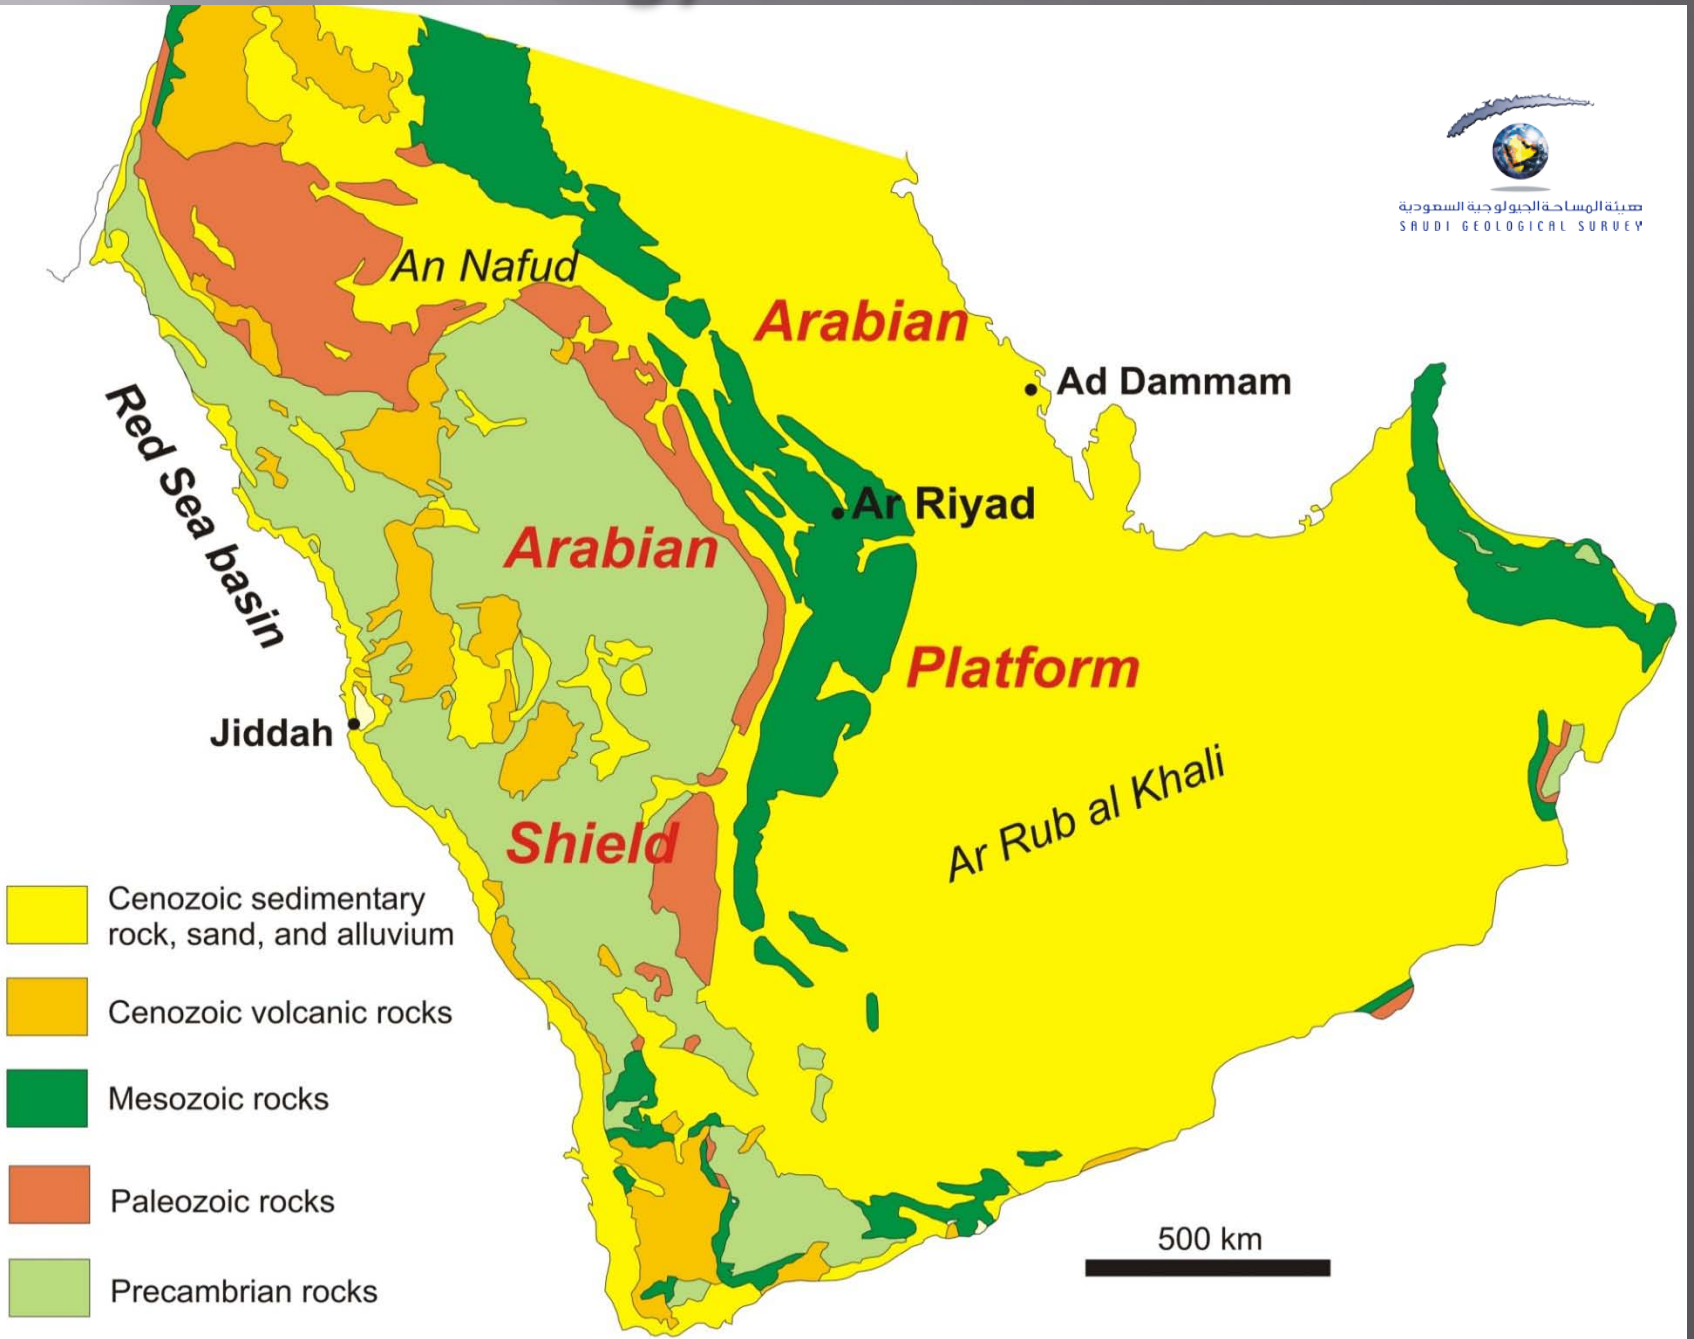 هيئة المساحة الجيولوجية السعودية
SAUDI GEOLOGICAL SURVEY
An Nafud
Arabian
Ad Dammam
Red Sea basin
Ar Riyad
Arabian
Platform
Jiddah
Ar Rub al Khali
Shield
Cenozoic sedimentary
rock, sand, and alluvium
Cenozoic volcanic rocks
Mesozoic rocks
Paleozoic rocks
500 km
Precambrian rocks